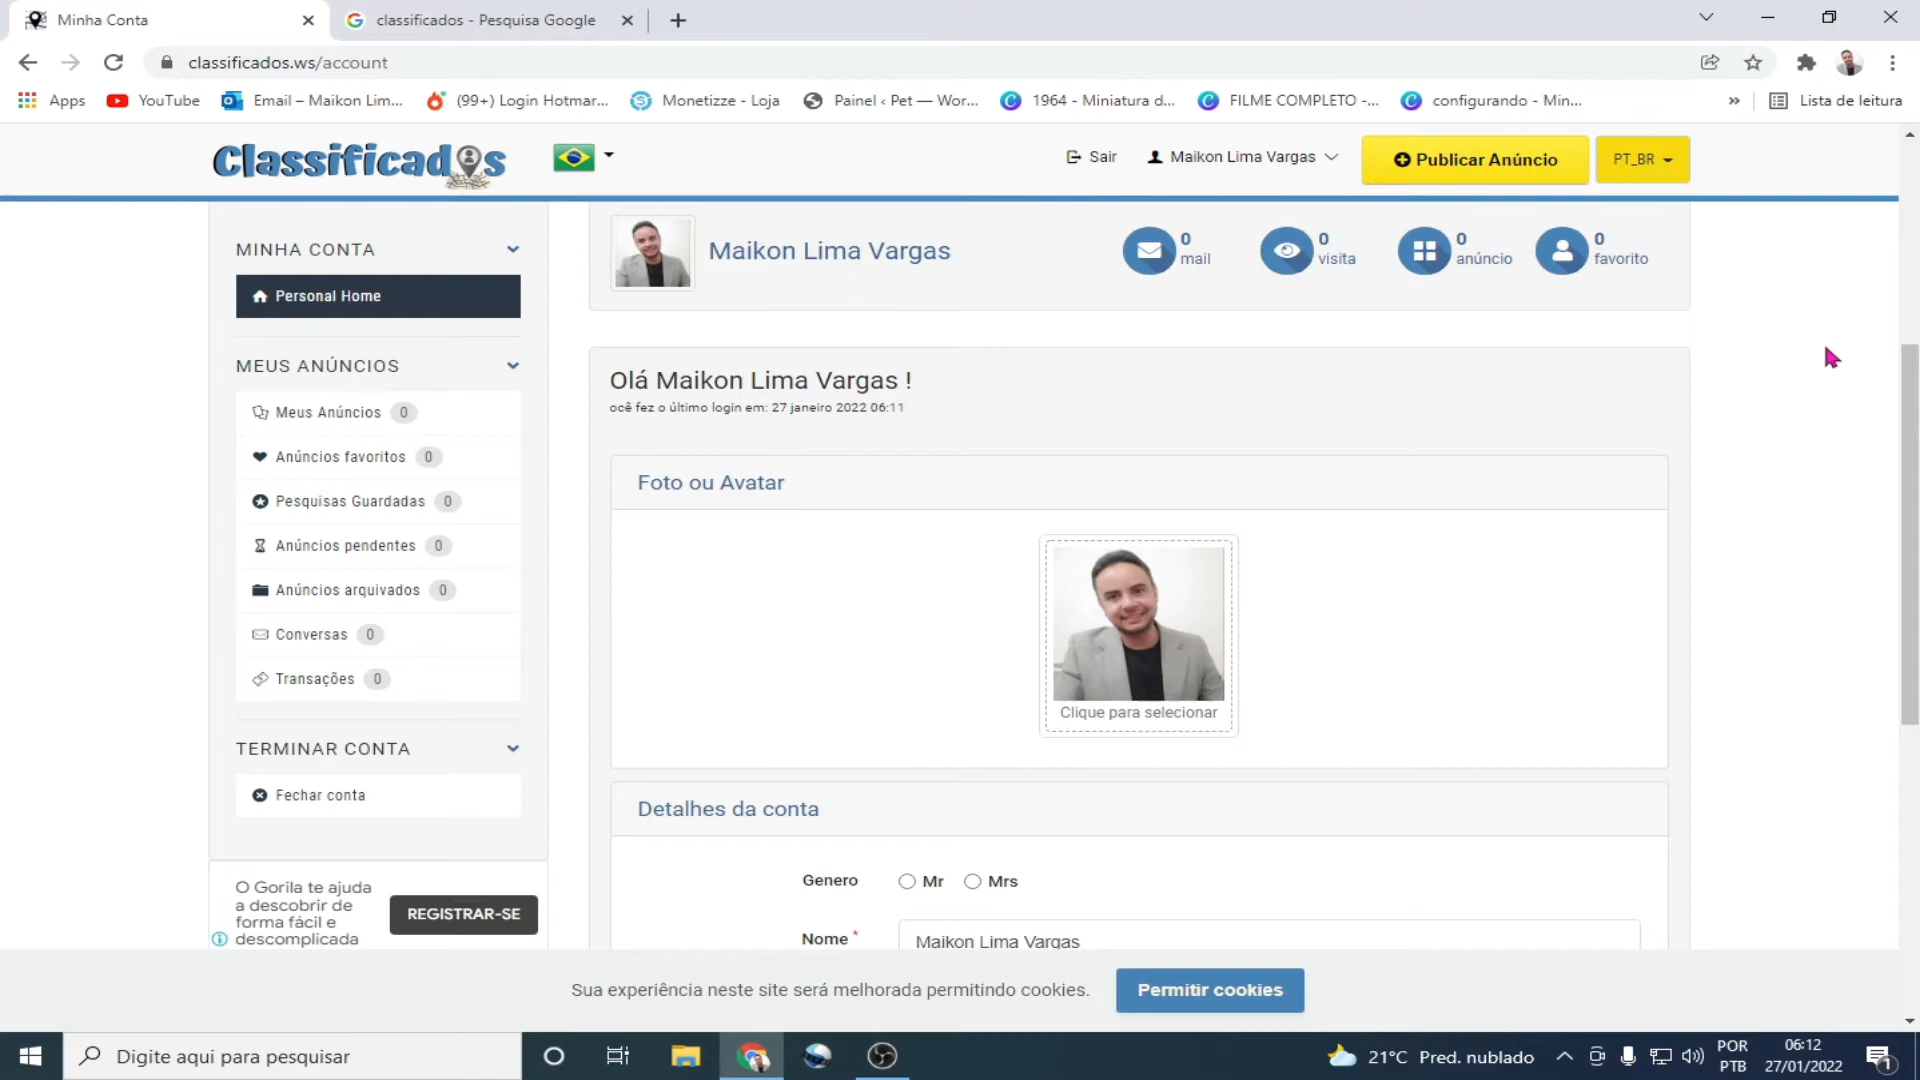 Minha Conta
classificados - Pesquisa Google
classificados.ws/account
Apps
YouTube
Email – Maikon Lim...
(99+) Login Hotmar...
Monetizze - Loja
Painel ‹ Pet — Wor...
1964 - Miniatura d...
FILME COMPLETO -...
configurando - Min...
»
Lista de leitura
Classificados
Sair
Maikon Lima Vargas
Publicar Anúncio
PT_BR
MINHA CONTA
Personal Home
MEUS ANÚNCIOS
Meus Anúncios 0
Anúncios favoritos 0
Pesquisas Guardadas 0
Anúncios pendentes 0
Anúncios arquivados 0
Conversas 0
Transações 0
TERMINAR CONTA
Fechar conta
O Gorila te ajuda
a descobrir de
forma fácil e
descomplicada
REGISTRAR-SE
Maikon Lima Vargas
0
mail
0
visita
0
anúncio
0
favorito
Olá Maikon Lima Vargas !
ocê fez o último login em: 27 janeiro 2022 06:11
Foto ou Avatar
Clique para selecionar
Detalhes da conta
Genero Mr Mrs
Nome * Maikon Lima Vargas
Sua experiência neste site será melhorada permitindo cookies.
Permitir cookies
Digite aqui para pesquisar
21°C Pred. nublado
POR
PTB
06:12
27/01/2022
1